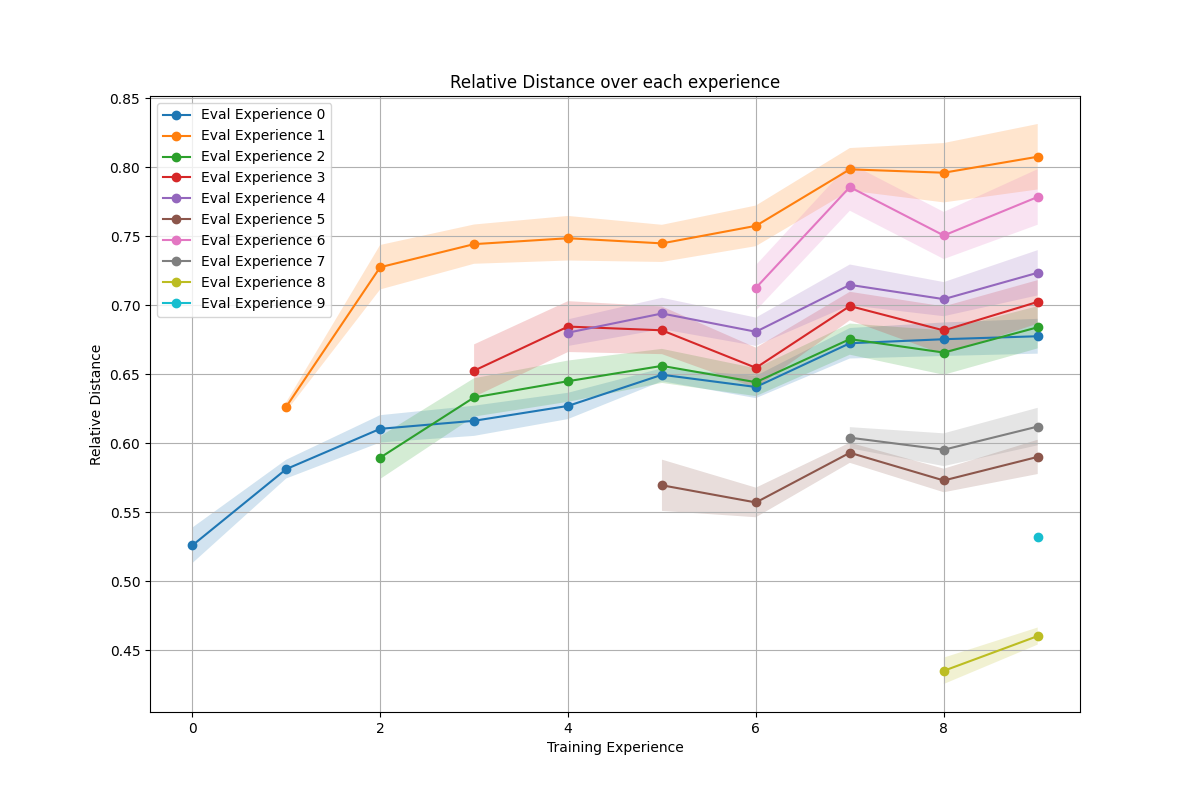 Relative Distance over each experience
0.85
0.80
0.75
0.70
0.65
0.60
0.55
0.50
0.45
Relative Distance
Eval Experience 0
Eval Experience 1
Eval Experience 2
Eval Experience 3
Eval Experience 4
Eval Experience 5
Eval Experience 6
Eval Experience 7
Eval Experience 8
Eval Experience 9
0 2 4 6 8
Training Experience